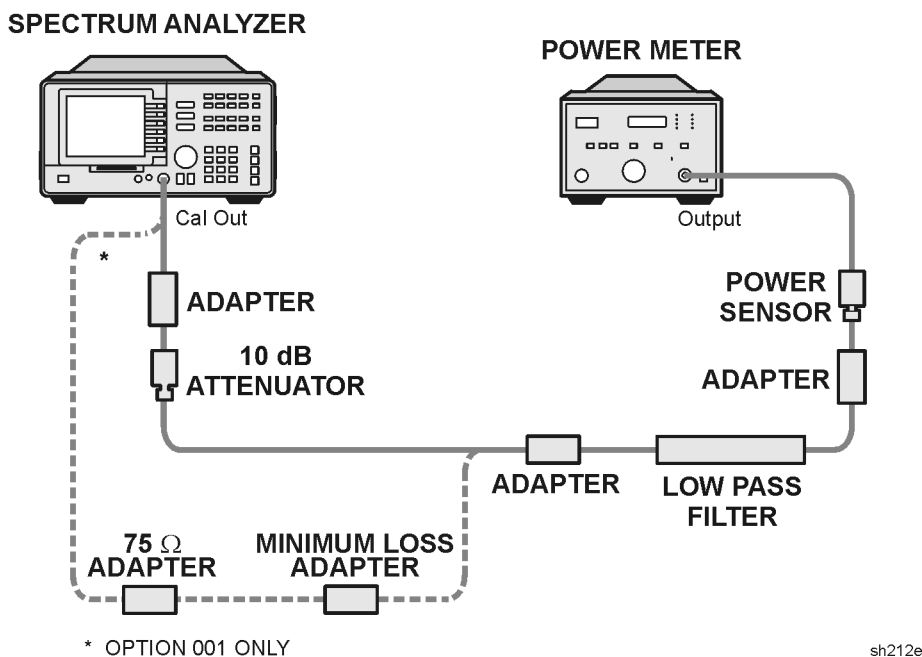 SPECTRUM ANALYZER
POWER METER
Cal Out
Output
*
ADAPTER
10 dB
ATTENUATOR
POWER
SENSOR
ADAPTER
ADAPTER
LOW PASS
FILTER
75 Ω
ADAPTER
MINIMUM LOSS
ADAPTER
* OPTION 001 ONLY
sh212e